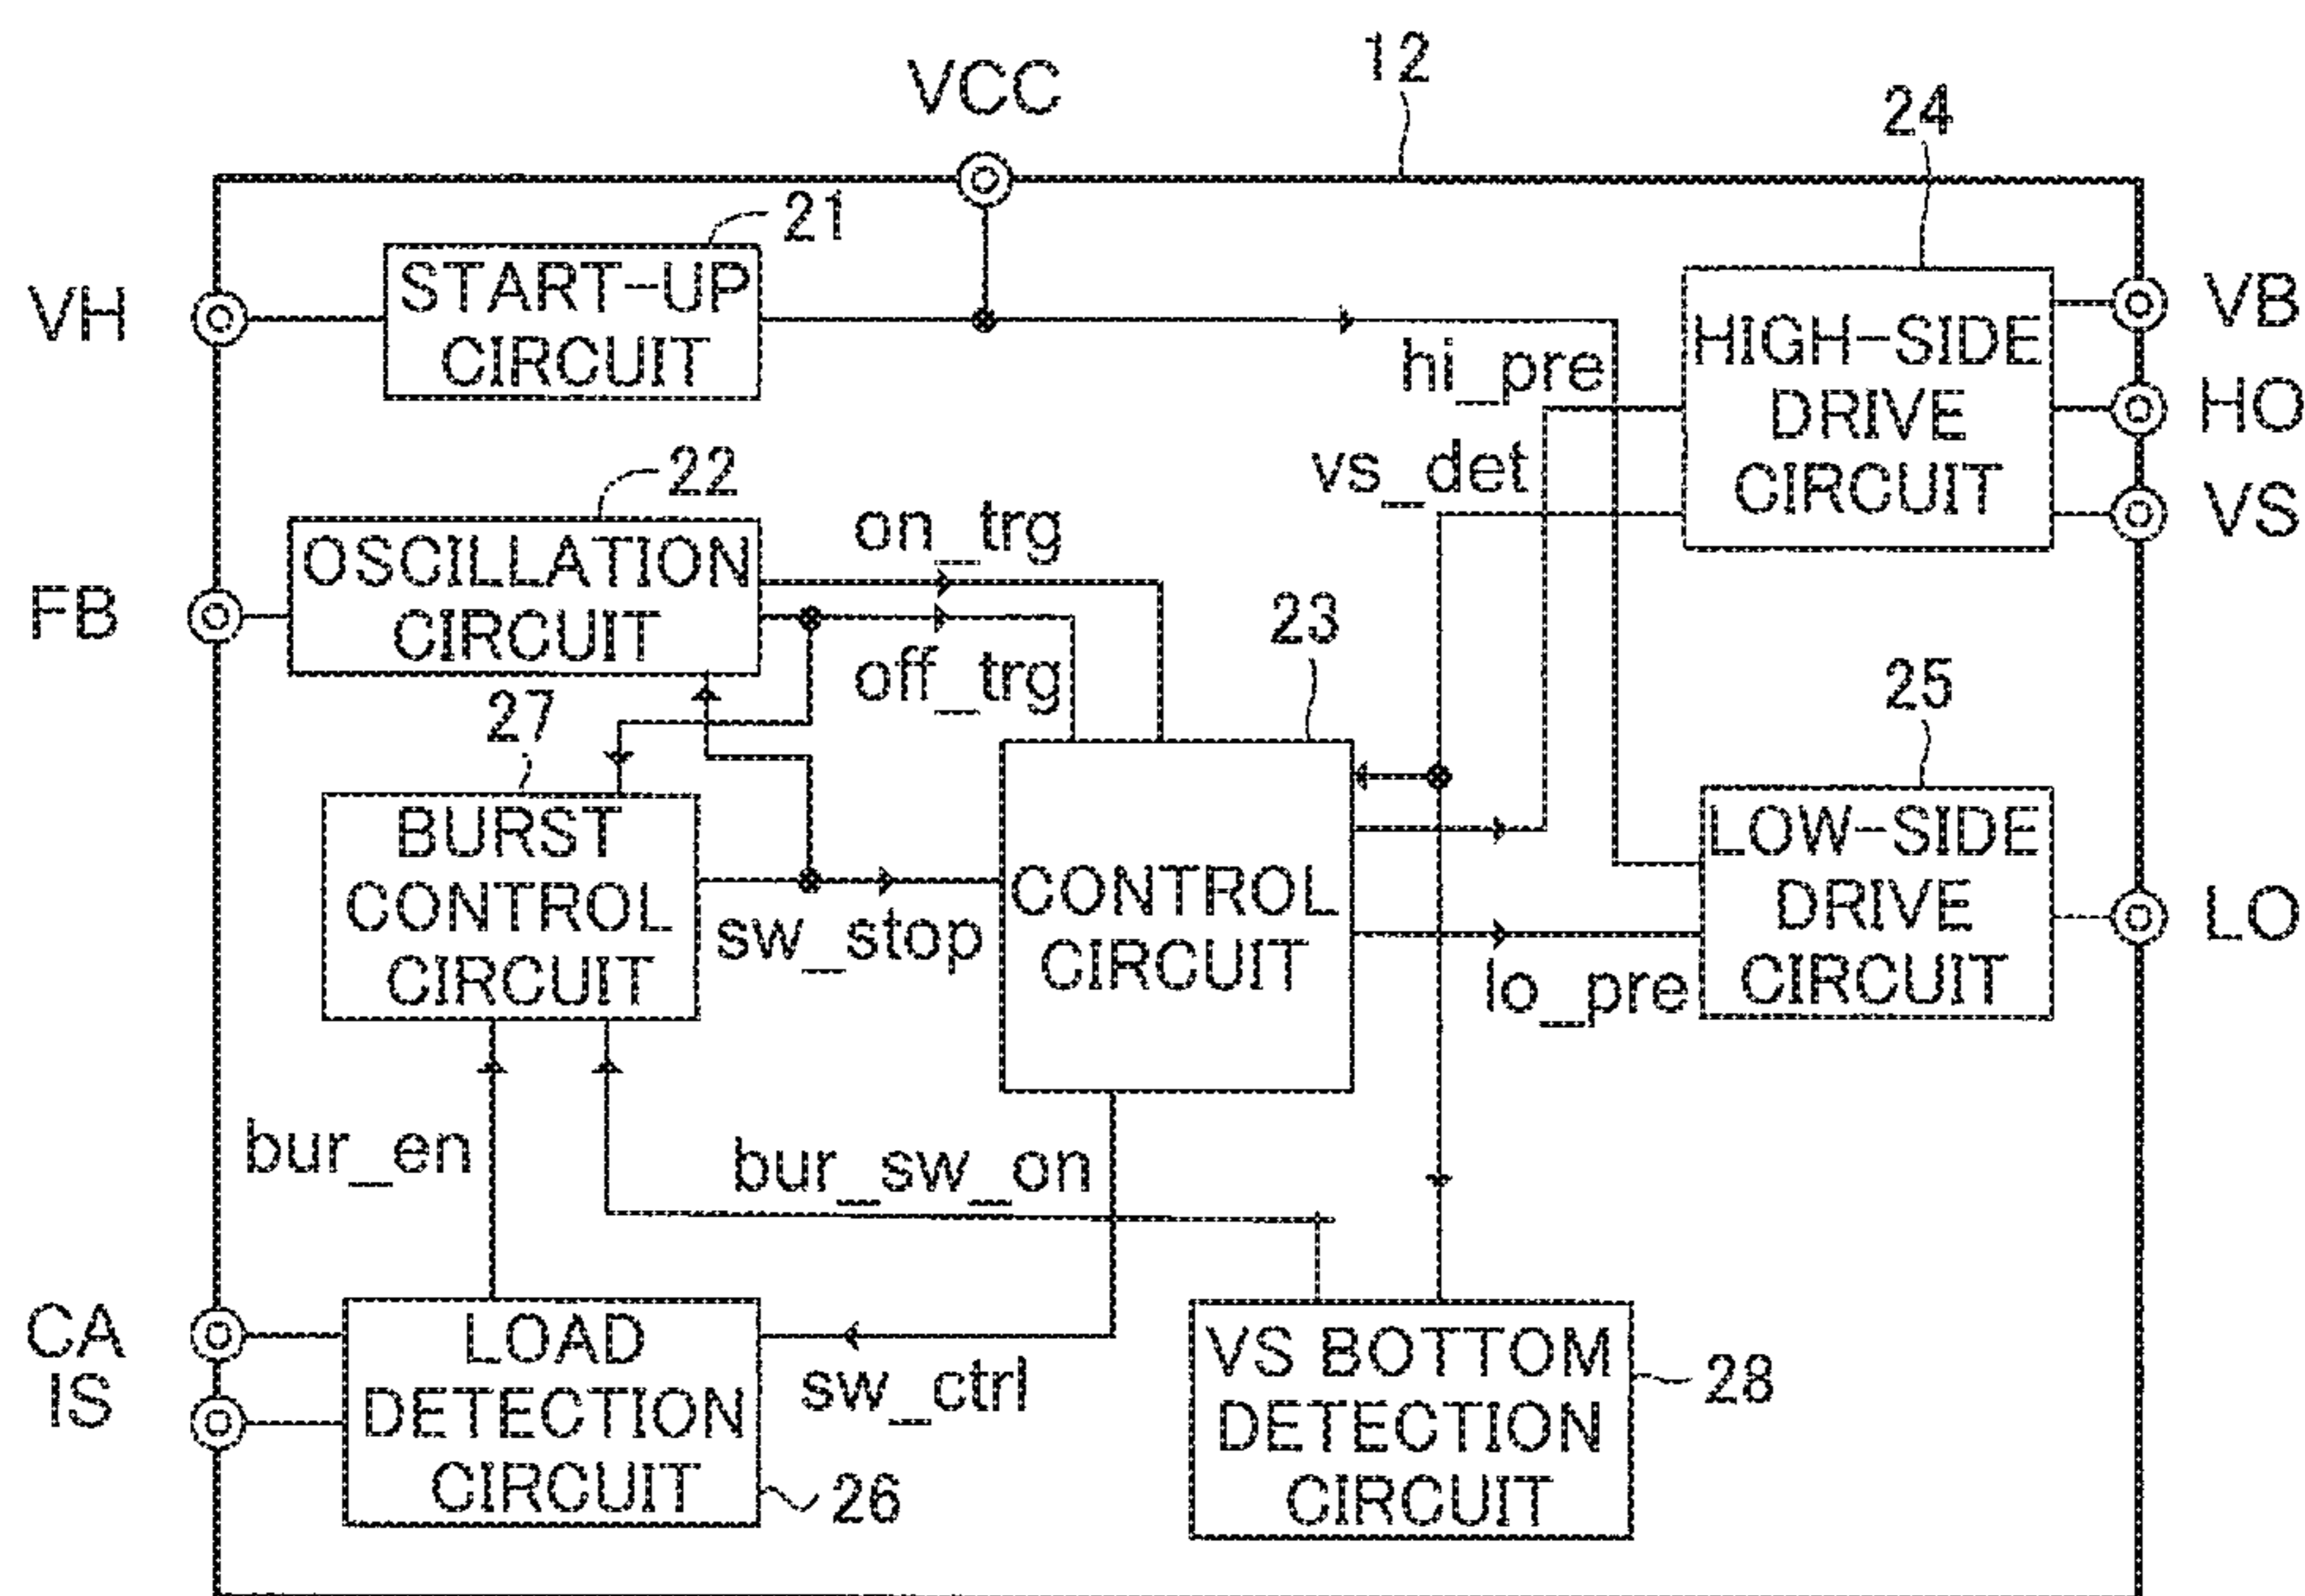 12
VCC
24
21
VH
START-UP
CIRCUIT
VB
HIGH-SIDE
DRIVE
CIRCUIT
hi_pre
HO
vs_det
VS
22
on_trg
OSCILLATION
CIRCUIT
FB
off_trg
23
25
27
BURST
CONTROL
CIRCUIT
sw_stop
CONTROL
CIRCUIT
LOW-SIDE
DRIVE
CIRCUIT
LO
lo_pre
bur_en
bur_sw_on
CA
IS
LOAD
DETECTION
CIRCUIT
sw_ctrl
26
VS BOTTOM
DETECTION
CIRCUIT
28